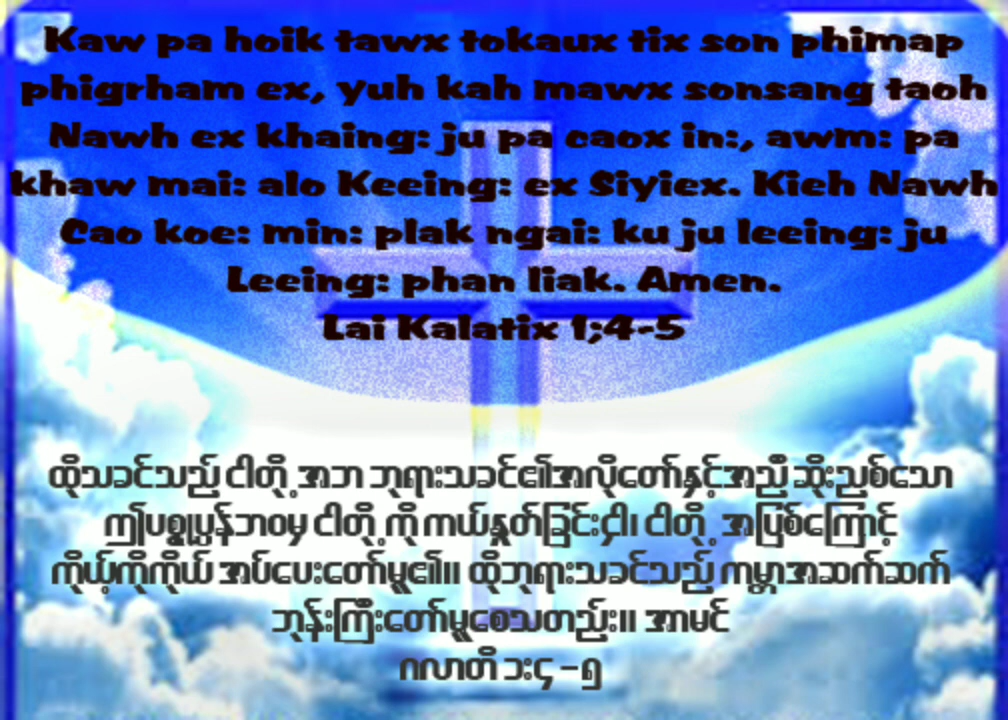 Kaw pa hoik tawx tokaux tix son phimap
phigrham ex, yuh kah mawx sonsang taoh
Nawh ex khaing: ju pa caox in:, awm: pa
khaw mai: alo Keeing: ex Siyiex. Kieh Nawh
Cao koe: min: plak ngai: ku ju leeing: ju
Leeing: phan liak. Amen.
Lai Kalatix 1;4-5
ထိုသခင်သည် ငါတို့ အဘ ဘုရားသခင်၏အလိုတော်နှင့်အညီ ဆိုးညစ်သော
ဤပစ္စုပ္ပန်ဘဝမှ ငါတို့ ကို ကယ်နှုတ်ခြင်းငှါ၊ ငါတို့ အပြစ်ကြောင့်
ကိုယ့်ကိုကိုယ် အပ်ပေးတော်မူ၏။ ထိုဘုရားသခင်သည် ကမ္ဘာအဆက်ဆက်
ဘုန်းကြီးတော်မူစေသတည်း။ အာမင်
ဂလာတိ ၁း၄ –၅